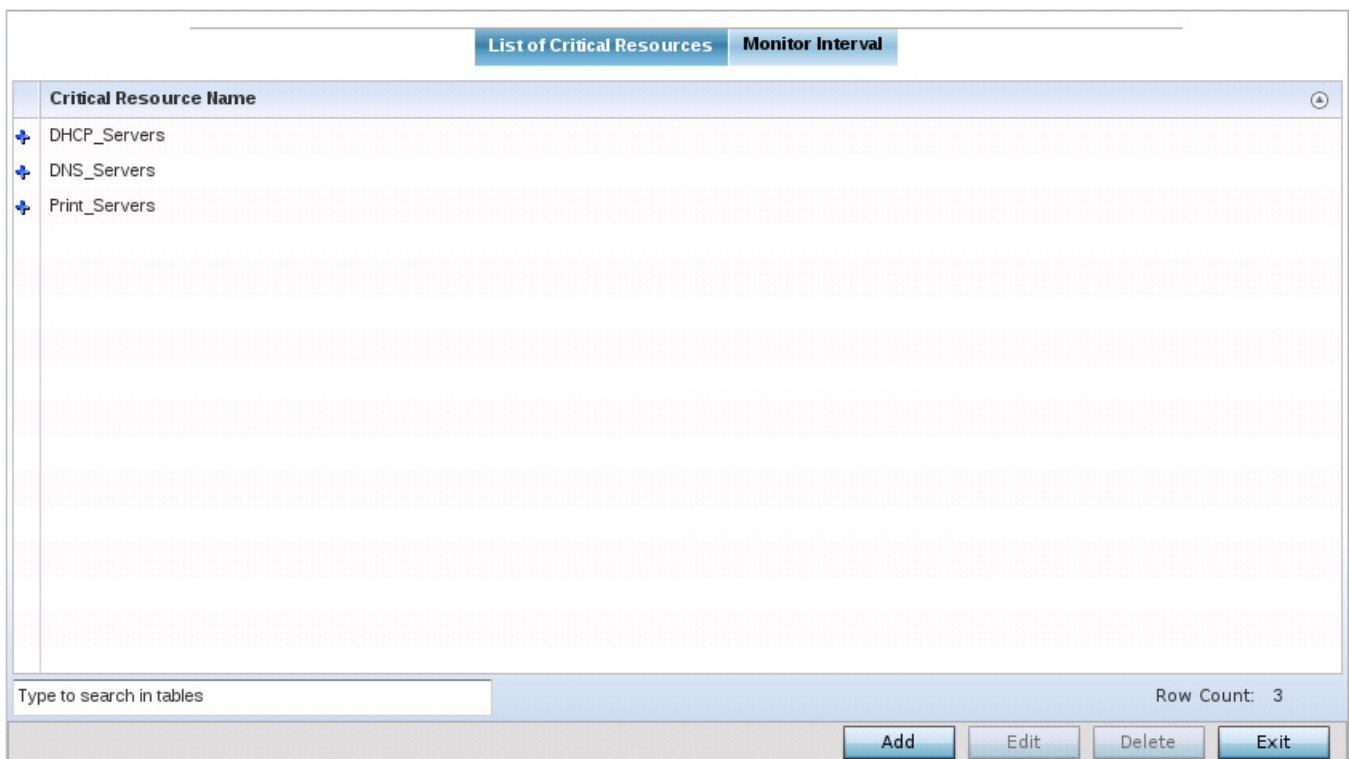 List of Critical Resources Monitor Interval
Critical Resource Name
DHCP_Servers
DNS_Servers
Print_Servers
Type to search in tables Row Count: 3
Add Edit Delete Exit